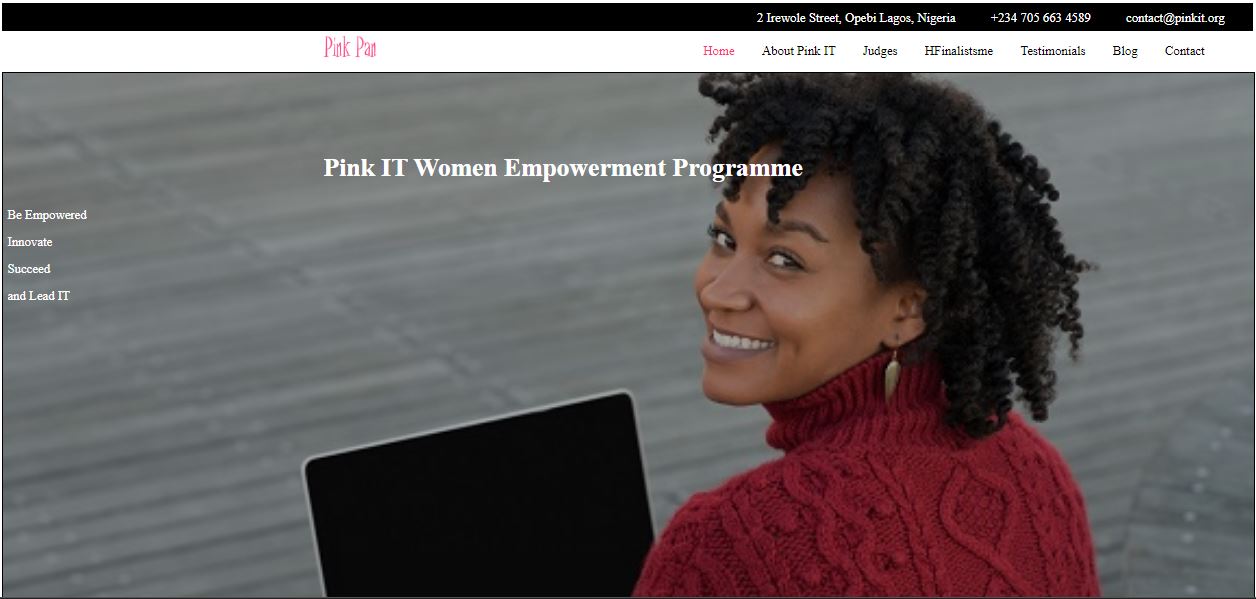 2 Irewole Street, Opebi Lagos, Nigeria +234 705 663 4589 contact@pinkit.org
Pink Pan Home About Pink IT Judges HFinalistsme Testimonials Blog Contact
Pink IT Women Empowerment Programme
Be Empowered
Innovate
Succeed
and Lead IT